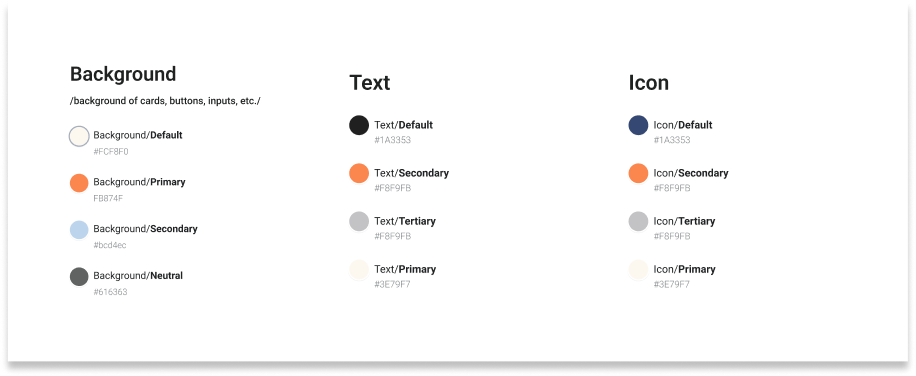 Background
/background of cards, buttons, inputs, etc./
Background/Default
#FCF8F0
Background/Primary
FB874F
Background/Secondary
#bcd4ec
Background/Neutral
#616363
Text
Text/Default
#1A3353
Text/Secondary
#F8F9FB
Text/Tertiary
#F8F9FB
Text/Primary
#3E79F7
Icon
Icon/Default
#1A3353
Icon/Secondary
#F8F9FB
Icon/Tertiary
#F8F9FB
Icon/Primary
#3E79F7